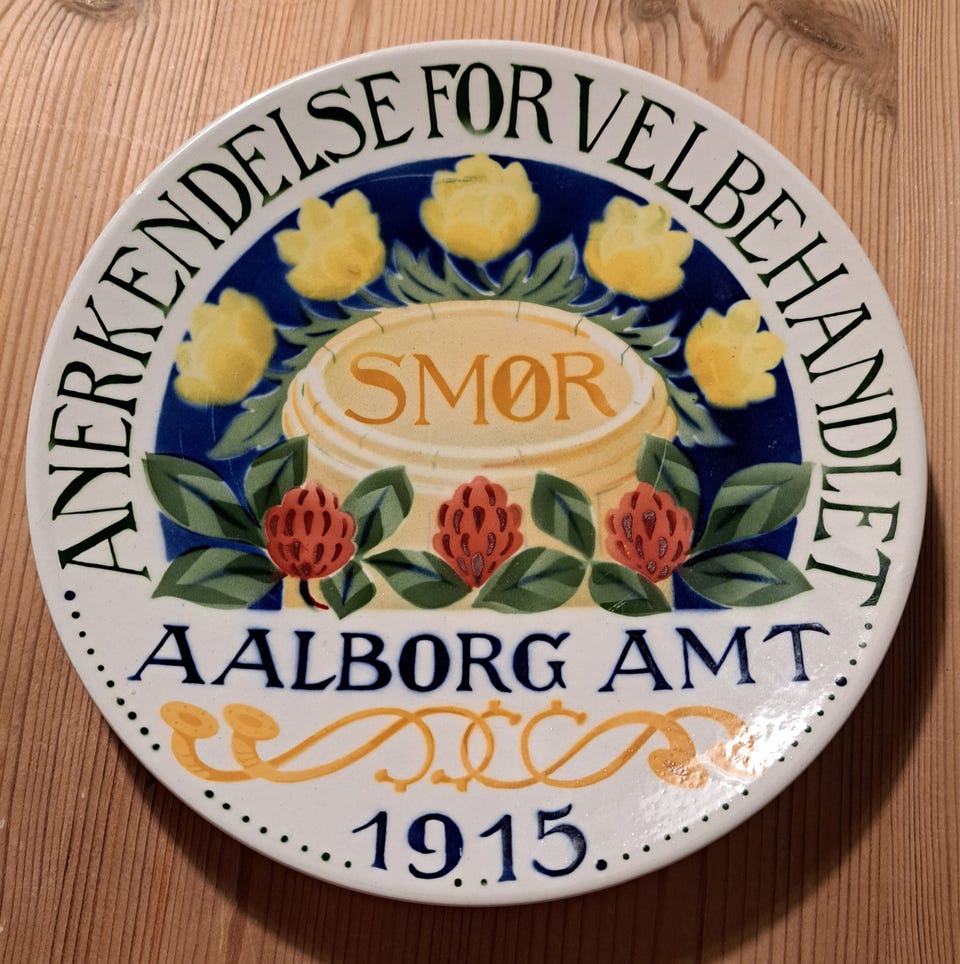 ANERKENDELSE FOR VELBEHANDLET
SMØR
AALBORG AMT
1915